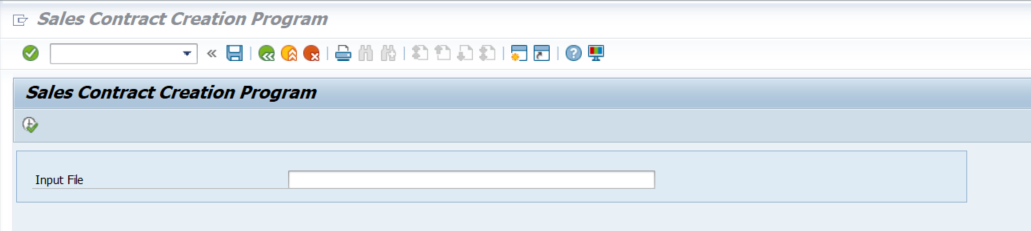 Sales Contract Creation Program
Sales Contract Creation Program
Input File